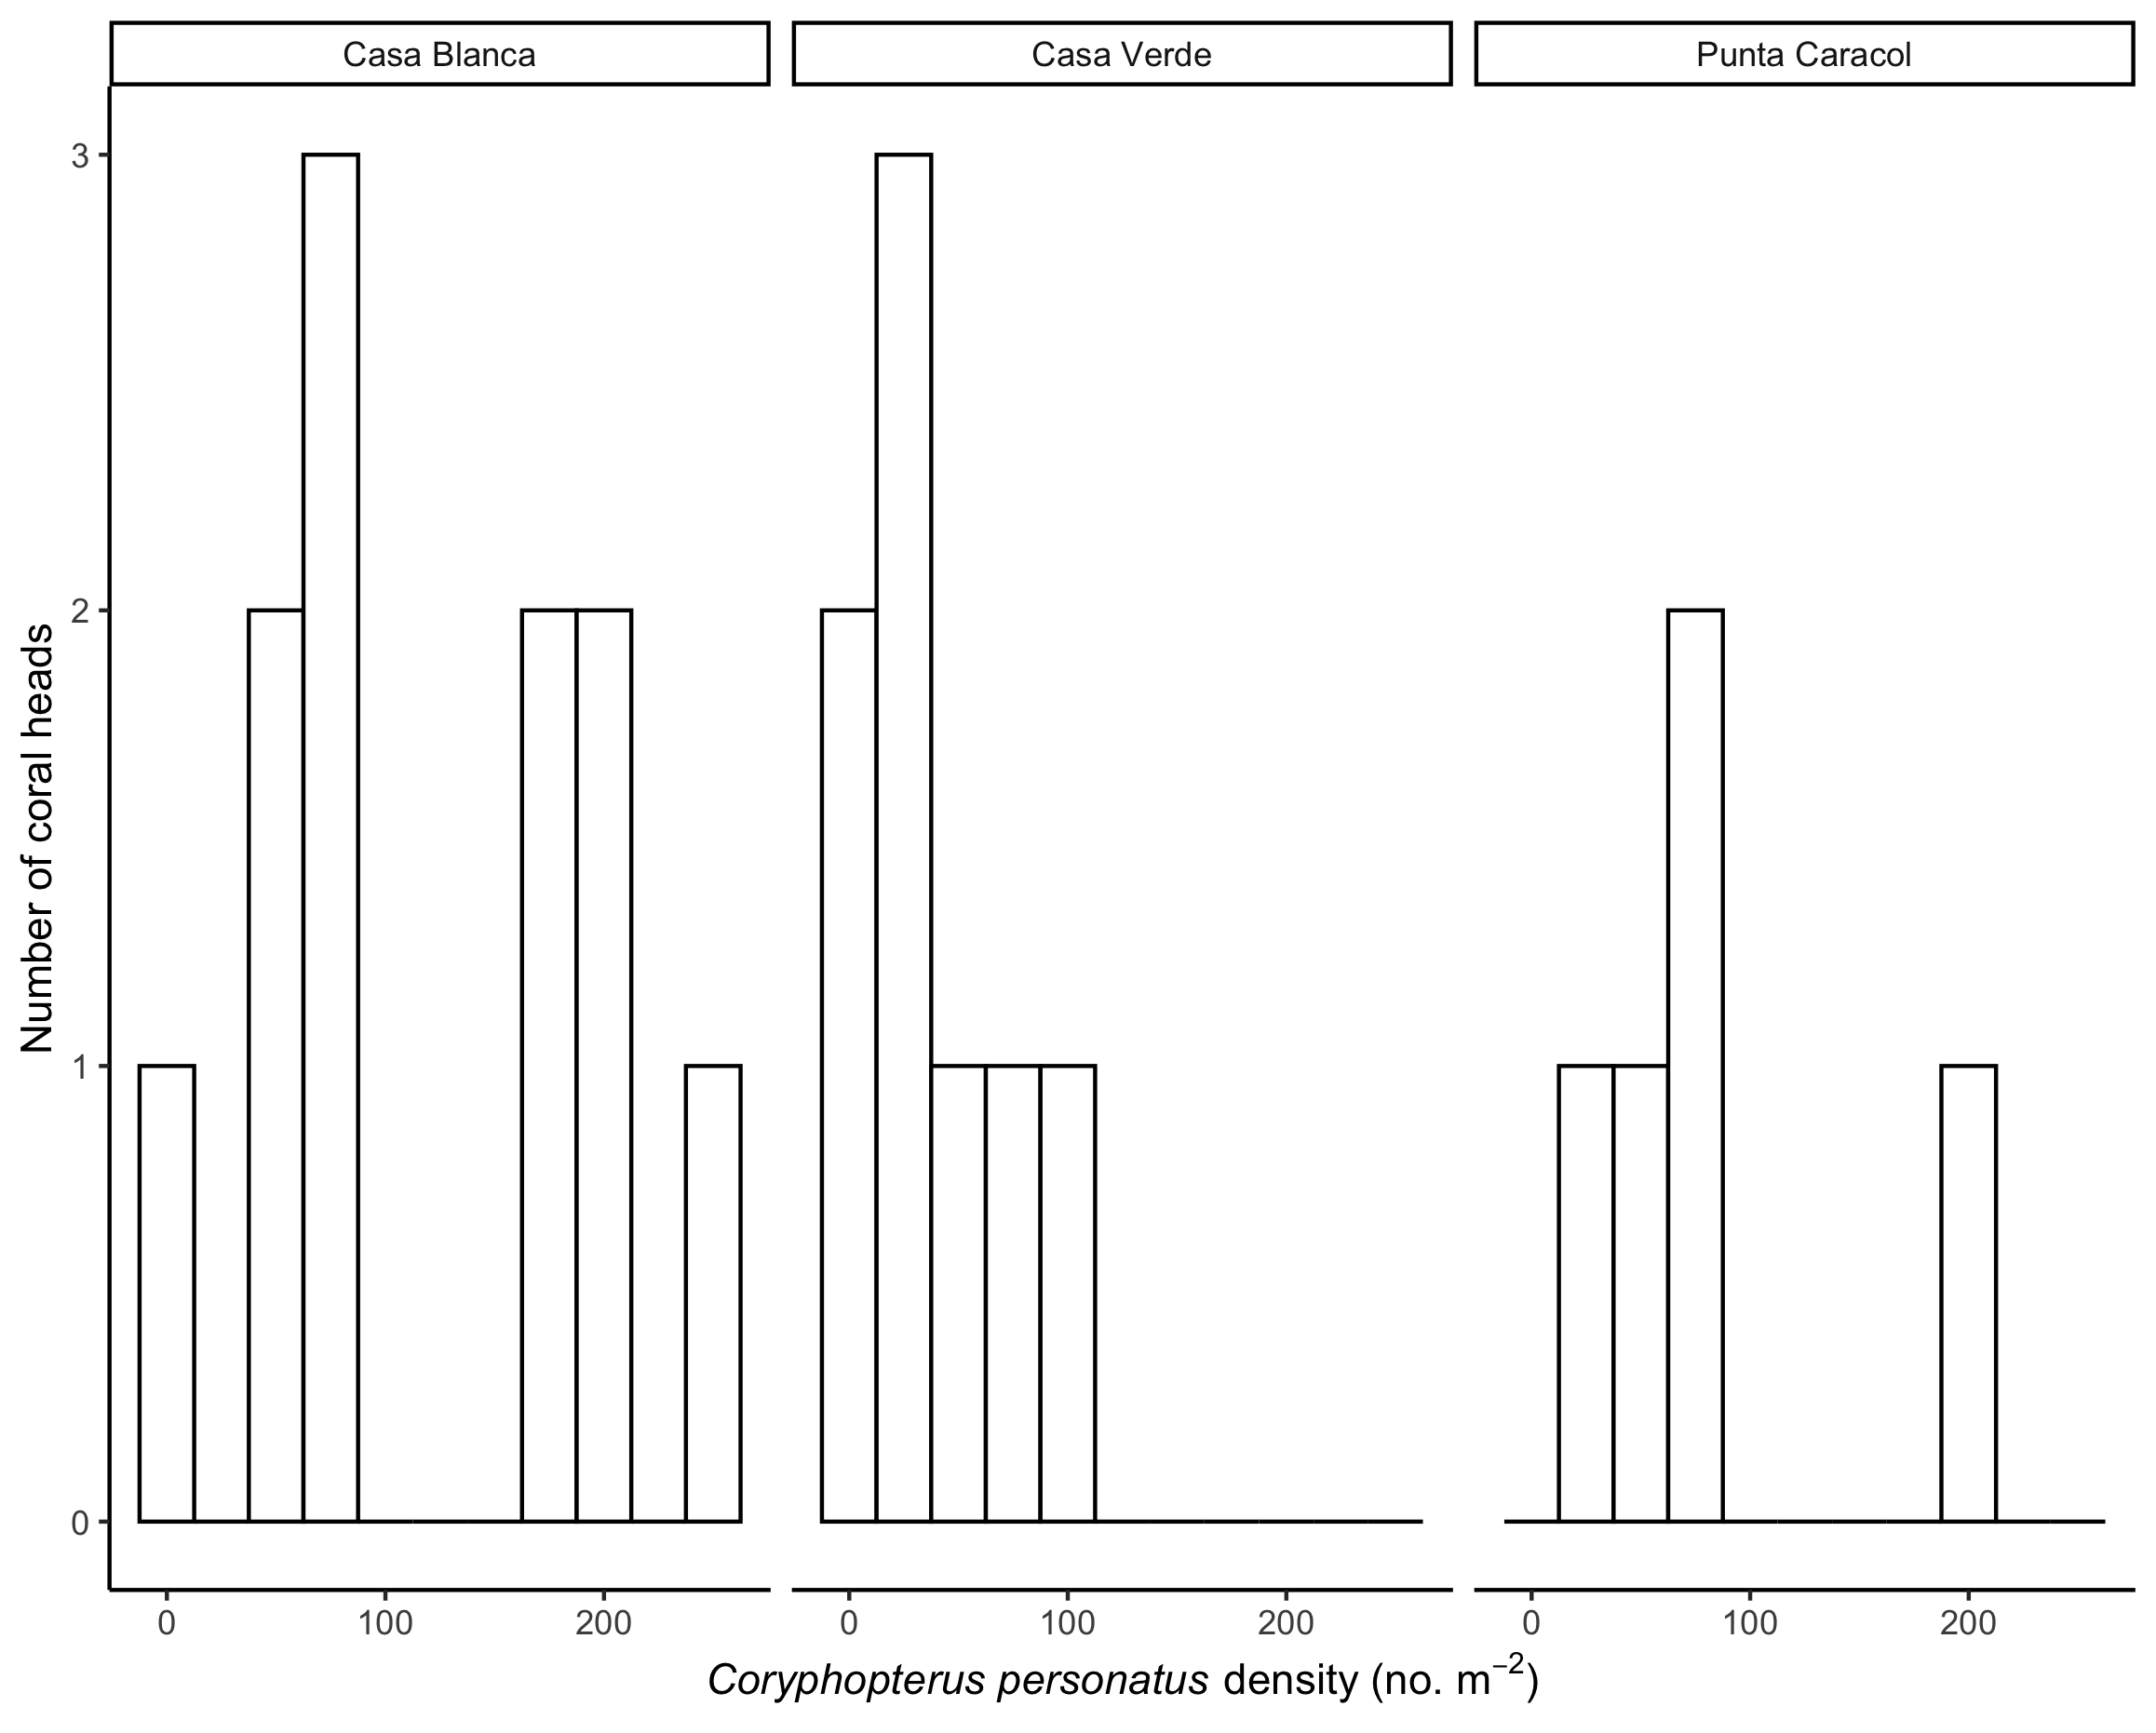 Casa Blanca
Casa Verde
Punta Caracol
3
2
1
0
Number of coral heads
0 100 200
0 100 200
0 100 200
Coryphopterus personatus density (no. m⁻²)